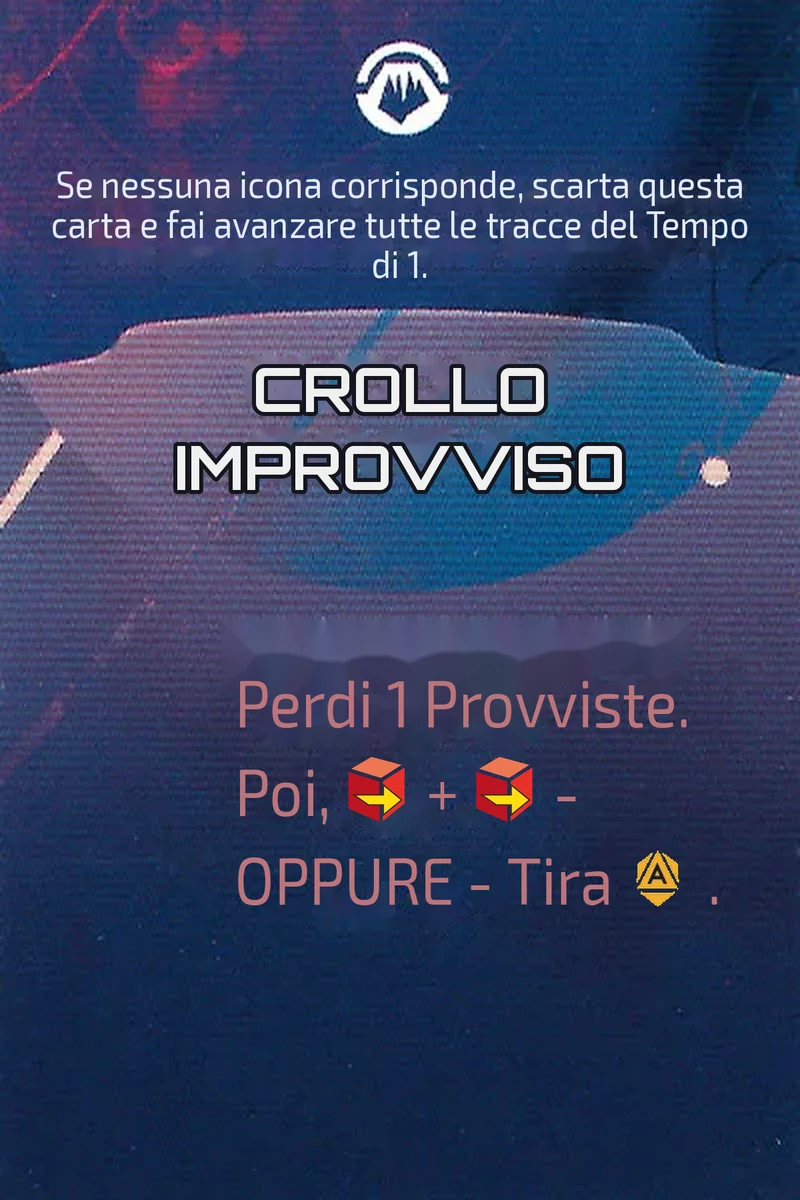 Se nessuna icona corrisponde, scarta questa
carta e fai avanzare tutte le tracce del Tempo
di 1.
CROLLO
IMPROVVISO
Perdi 1 Provviste.
Poi, + -
OPPURE - Tira A .